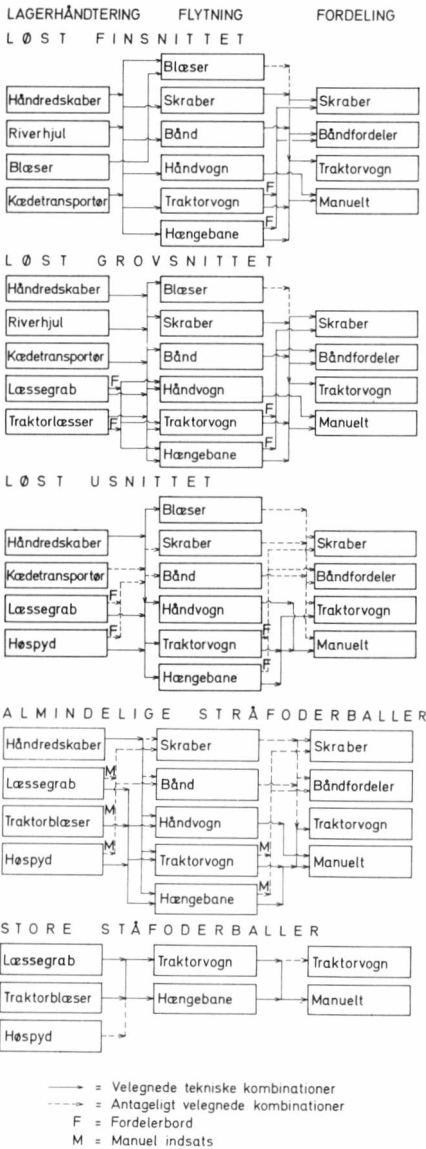 LAGERHÅNDTERING FLYTNING FORDELING
LØST FINSNITTET
Blæser
Håndredskaber Skraber Skraber
Riverhjul Bånd Båndfordeler
Blæser Håndvogn Traktorvogn
Kædetransportør Traktorvogn F Manuelt
Hængebane F
LØST GROVSNITTET
Håndredskaber Blæser
Riverhjul Skraber Skraber
Kædetransportør Bånd Båndfordeler
Læssegrab F Håndvogn Traktorvogn
Traktorlæsser F Traktorvogn F Manuelt
Hængebane F
LØST USNITTET
Blæser
Håndredskaber Skraber Skraber
Kædetransportør Bånd Båndfordeler
Læssegrab F Håndvogn Traktorvogn
Høspyd F Traktorvogn F Manuelt
Hængebane F
ALMINDELIGE STRÅFODERBALLER
Håndredskaber Skraber Skraber
Læssegrab M Bånd Båndfordeler
Traktorblæser M Håndvogn Traktorvogn
Høspyd M Traktorvogn M Manuelt
Hængebane M
STORE STÅFODERBALLER
Læssegrab Traktorvogn Traktorvogn
Traktorblæser Hængebane Manuelt
Høspyd
= Velegnede tekniske kombinationer
= Antageligt velegnede kombinationer
F = Fordelerbord
M = Manuel indsats